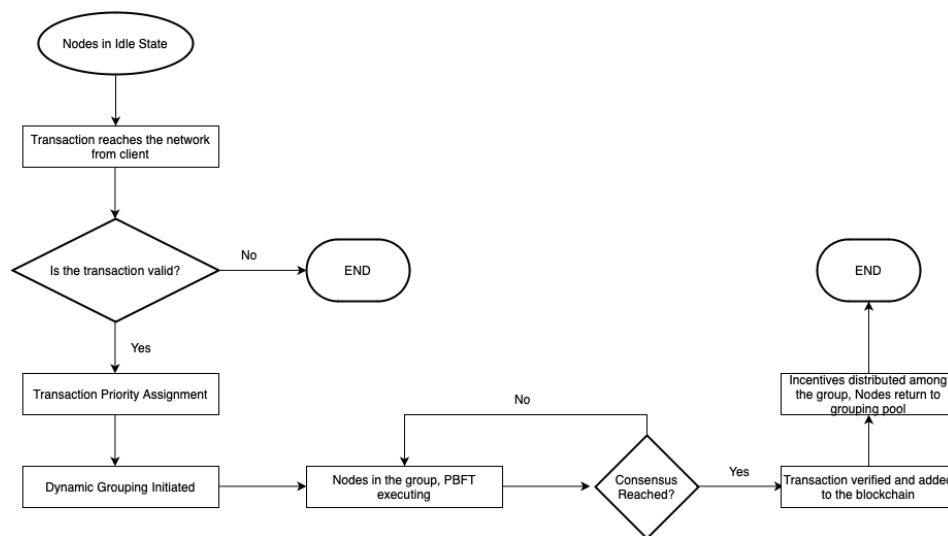 Nodes in Idle State
Transaction reaches the network
from client
Is the transaction valid?
No
END
Yes
Transaction Priority Assignment
Dynamic Grouping Initiated
Nodes in the group, PBFT
executing
No
Consensus
Reached?
Yes
Transaction verified and added
to the blockchain
Incentives distributed among
the group, Nodes return to
grouping pool
END